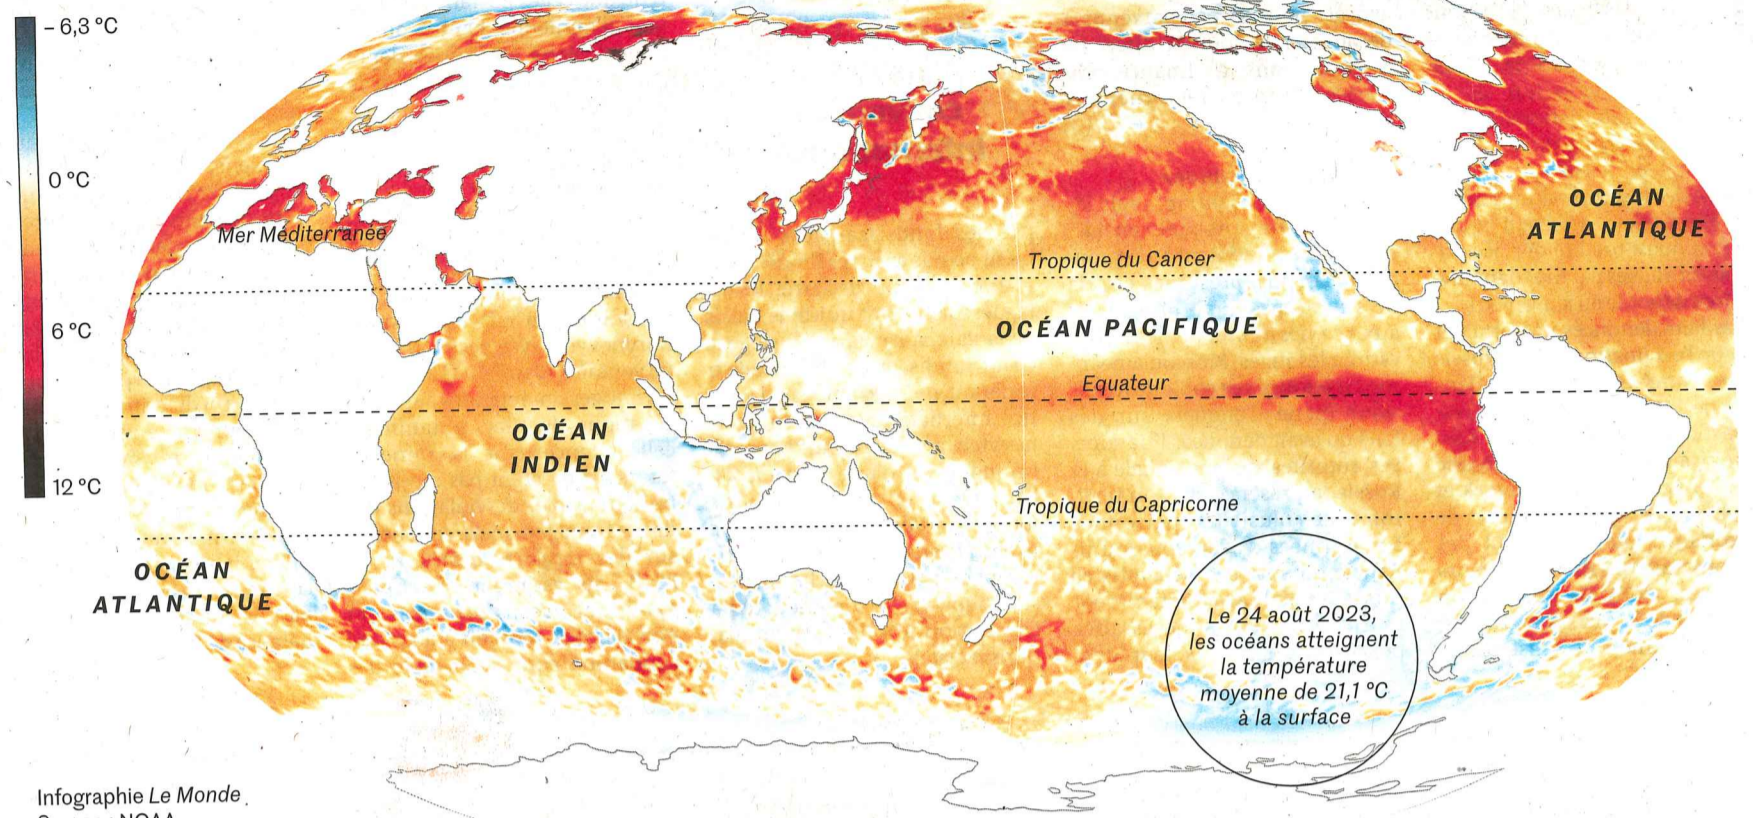 – 6,3 °C
0 °C
6 °C
12 °C
Mer Méditerranée
OCÉAN
ATLANTIQUE
Tropique du Cancer
OCÉAN PACIFIQUE
Equateur
OCÉAN
INDIEN
Tropique du Capricorne
OCÉAN
ATLANTIQUE
Le 24 août 2023,
les océans atteignent
la température
moyenne de 21,1 °C
à la surface
Infographie Le Monde
NOAA